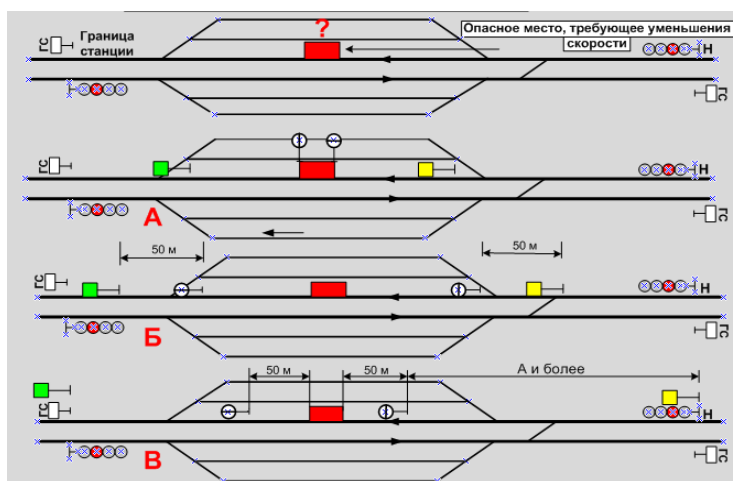 Граница
станции
гс
?
Опасное место, требующее уменьшения
скорости
Н
гс
гс
Н
А
гс
50 м
50 м
гс
Н
Б
гс
50 м
50 м
А и более
гс
Н
В
гс